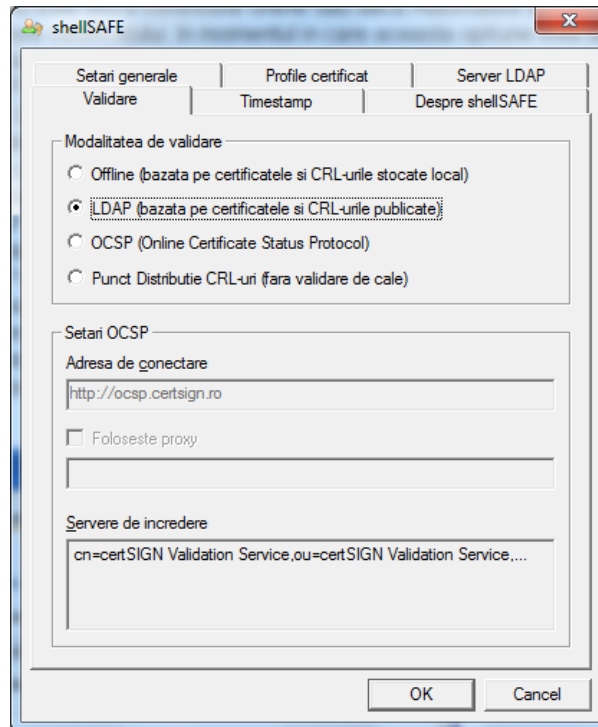 shellSAFE
Setari generale
Profile certificat
Server LDAP
Validare
Timestamp
Despre shellSAFE
Modalitatea de validare
Offline (bazata pe certificatele si CRL-urile stocate local)
LDAP (bazata pe certificatele si CRL-urile publicate)
OCSP (Online Certificate Status Protocol)
Punct Distributie CRL-uri (fara validare de cale)
Setari OCSP
Adresa de conectare
http://ocsp.certsign.ro
Foloseste proxy
Servere de incredere
cn=certSIGN Validation Service,ou=certSIGN Validation Service,...
OK
Cancel